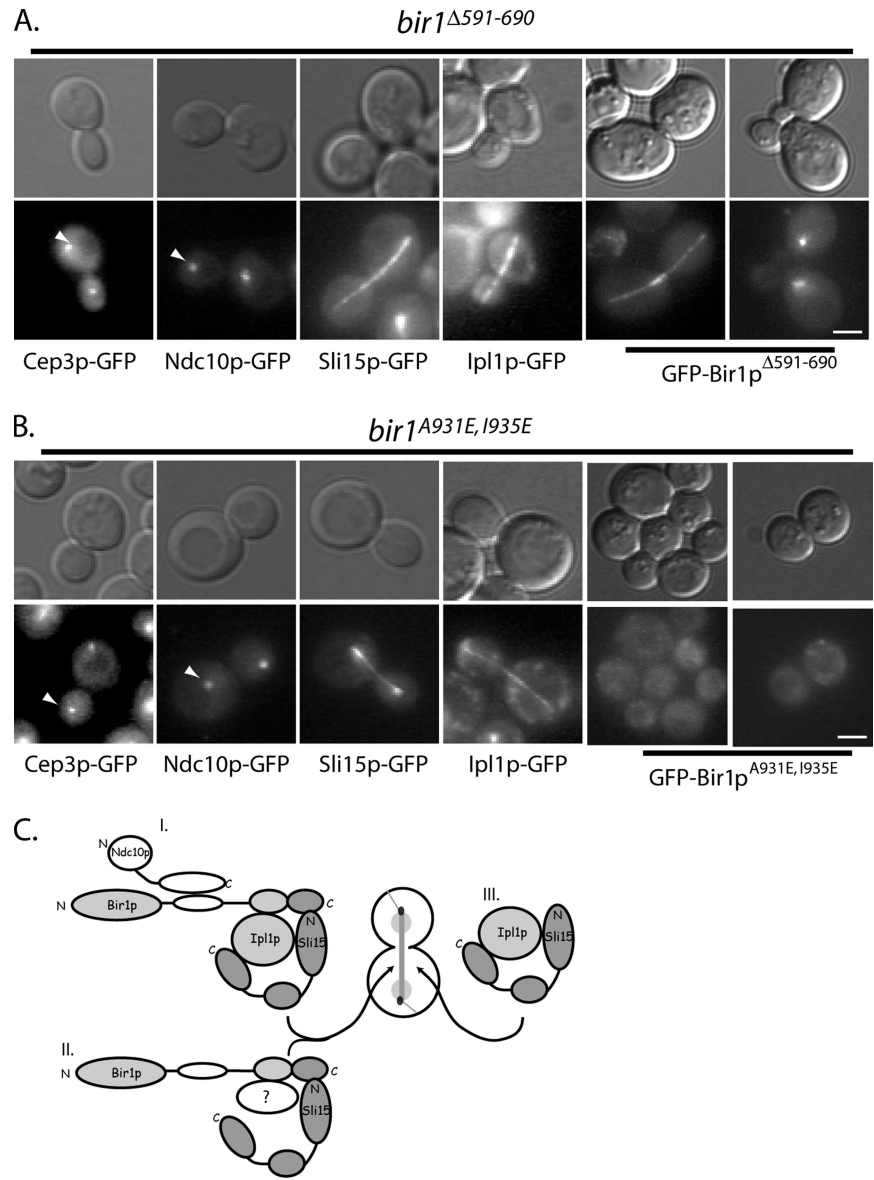 A.
bir1Δ591-690
Cep3p-GFP Ndc10p-GFP Sli15p-GFP Ipl1p-GFP GFP-Bir1pΔ591-690
B.
bir1A931E, I935E
Cep3p-GFP Ndc10p-GFP Sli15p-GFP Ipl1p-GFP GFP-Bir1pA931E, I935E
C.
I.
N Ndc10p
C
N Bir1p C
Ipl1p N Sli15
C
III.
Ipl1p N Sli15
C
II.
N Bir1p C
? N Sli15
C